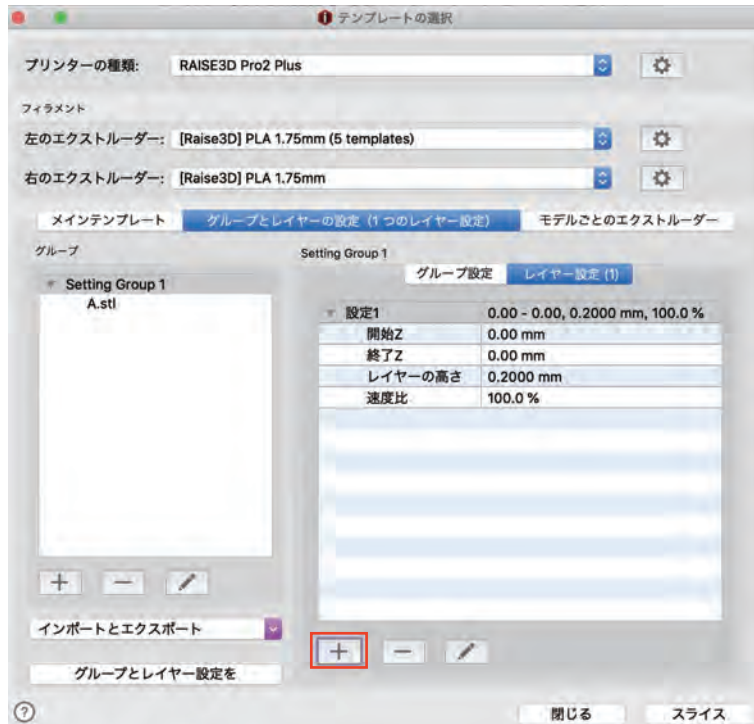 テンプレートの選択
プリンターの種類: RAISE3D Pro2 Plus
フィラメント
左のエクストルーダー: [Raise3D] PLA 1.75mm (5 templates)
右のエクストルーダー: [Raise3D] PLA 1.75mm
メインテンプレート グループとレイヤーの設定（1 つのレイヤー設定） モデルごとのエクストルーダー
グループ
Setting Group 1
A.stl
Setting Group 1
グループ設定 レイヤー設定 (1)
設定1 0.00 - 0.00, 0.2000 mm, 100.0 %
開始Z 0.00 mm
終了Z 0.00 mm
レイヤーの高さ 0.2000 mm
速度比 100.0 %
インポートとエクスポート
グループとレイヤー設定を
閉じる スライス